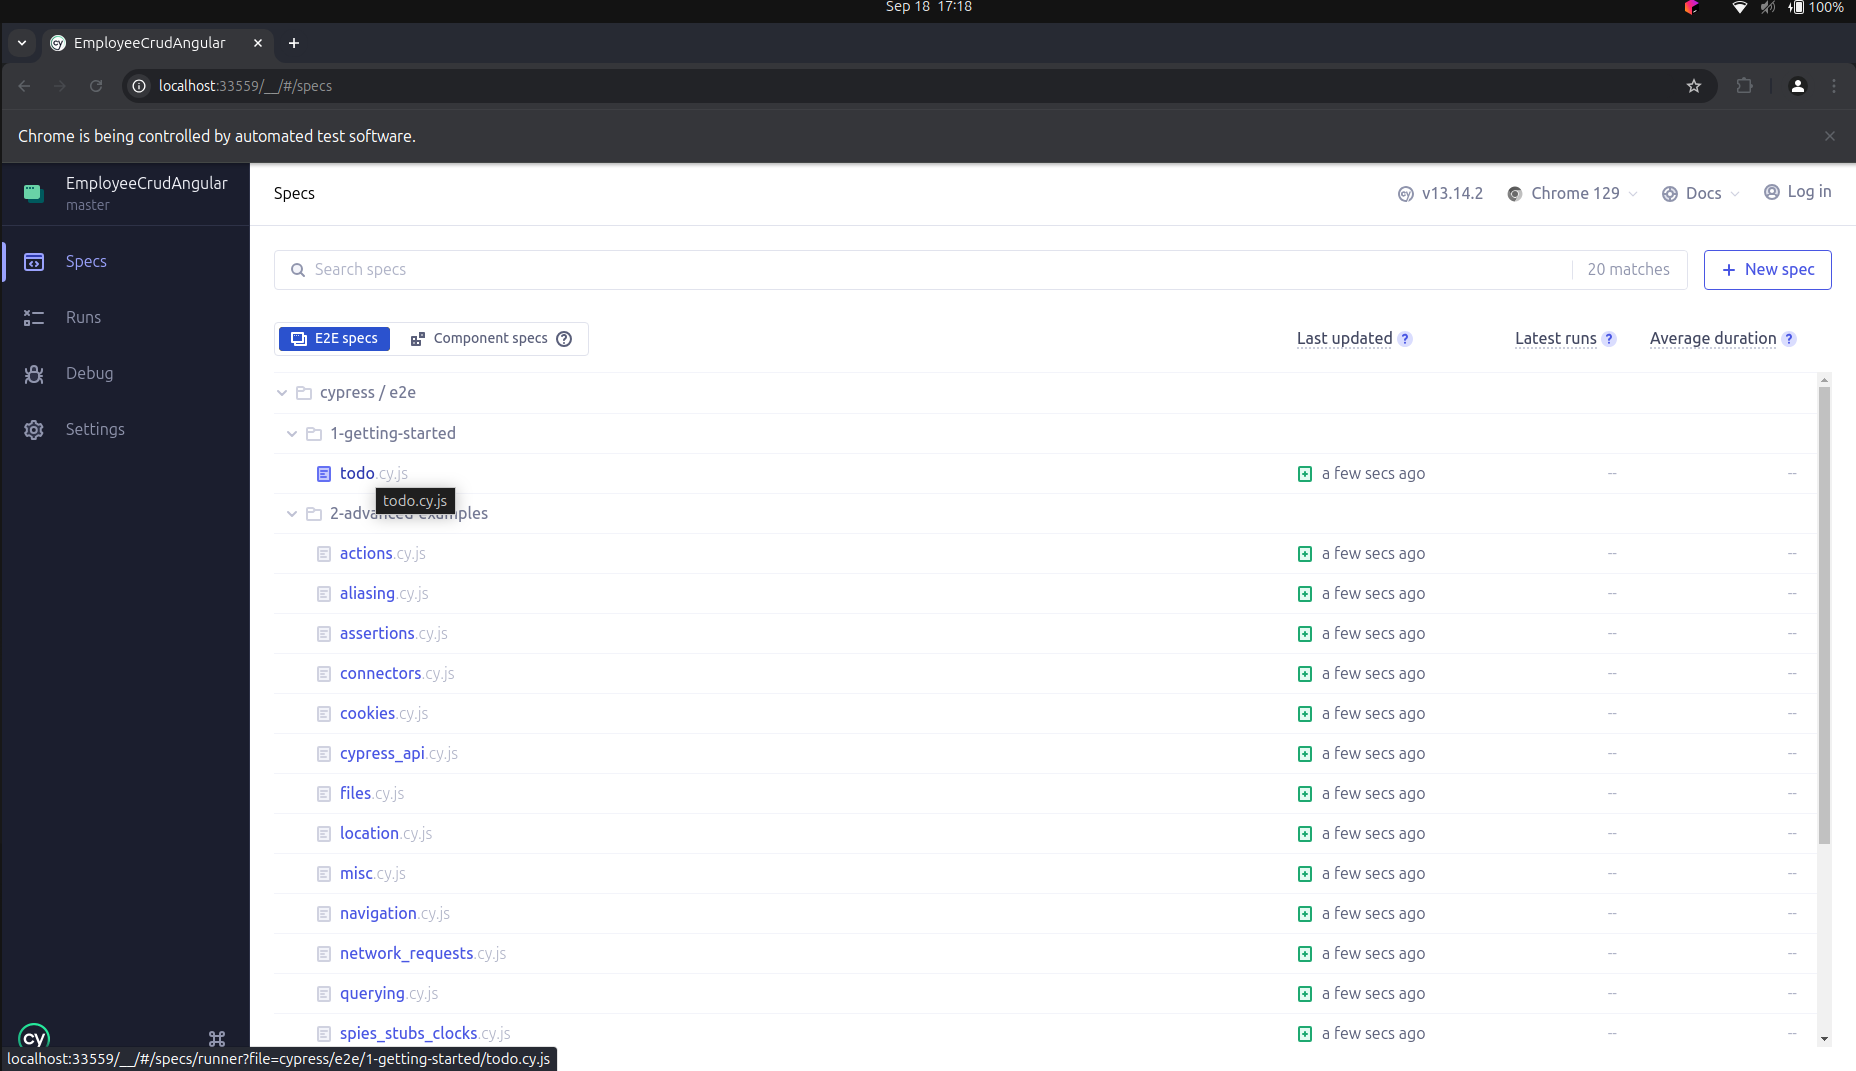 Sep 18 17:18
100%
EmployeeCrudAngular
localhost:33559/__/#/specs
Chrome is being controlled by automated test software.
EmployeeCrudAngular
master
Specs
v13.14.2
Chrome 129
Docs
Log in
Specs
Runs
Debug
Settings
Search specs
20 matches
+ New spec
E2E specs
Component specs ?
Last updated ?
Latest runs ?
Average duration ?
cypress / e2e
1-getting-started
todo.cy.js
a few secs ago
--
--
todo.cy.js
2-advanced-examples
actions.cy.js
a few secs ago
--
--
aliasing.cy.js
a few secs ago
--
--
assertions.cy.js
a few secs ago
--
--
connectors.cy.js
a few secs ago
--
--
cookies.cy.js
a few secs ago
--
--
cypress_api.cy.js
a few secs ago
--
--
files.cy.js
a few secs ago
--
--
location.cy.js
a few secs ago
--
--
misc.cy.js
a few secs ago
--
--
navigation.cy.js
a few secs ago
--
--
network_requests.cy.js
a few secs ago
--
--
querying.cy.js
a few secs ago
--
--
spies_stubs_clocks.cy.js
a few secs ago
--
--
cy
localhost:33559/__/#/specs/runner?file=cypress/e2e/1-getting-started/todo.cy.js